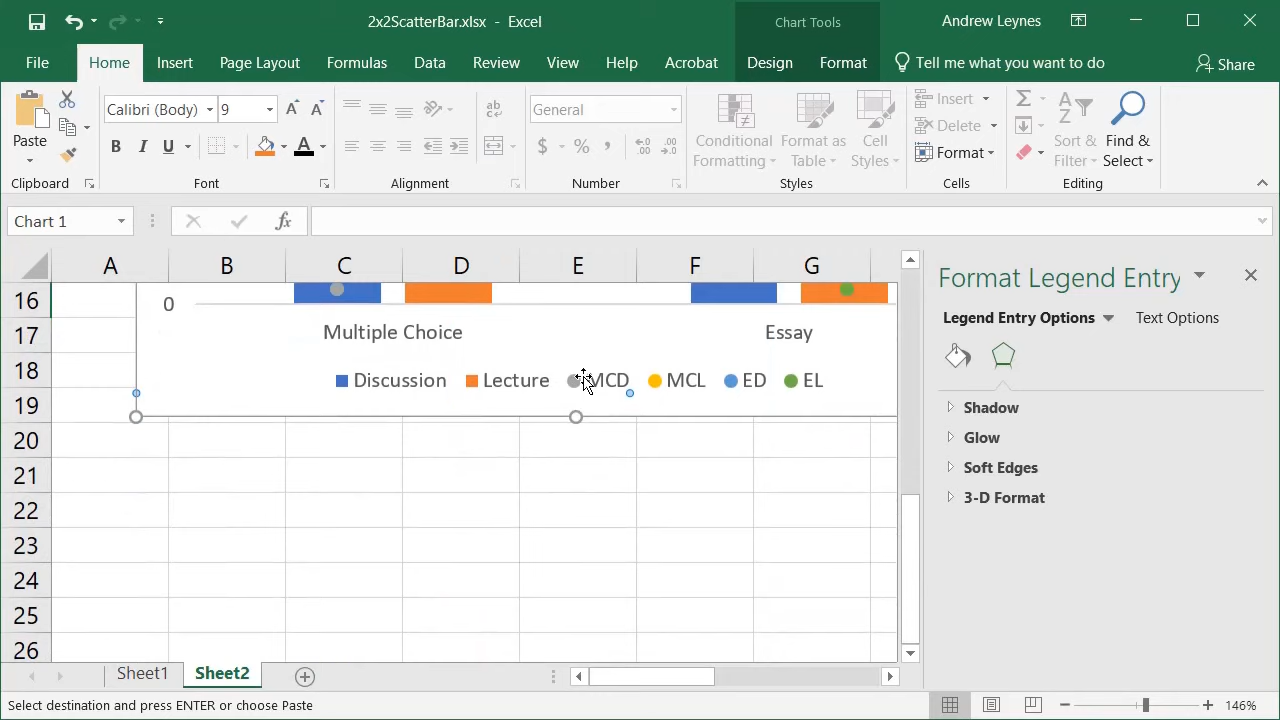 2x2ScatterBar.xlsx - Excel
Chart Tools
Andrew Leynes
File Home Insert Page Layout Formulas Data Review View Help Acrobat Design Format Tell me what you want to do Share
Calibri (Body) 9
General
Paste
B I U A
$ % ,
Conditional Formatting
Format as Table
Cell Styles
Insert
Delete
Format
Sort & Filter
Find & Select
Clipboard Font Alignment Number Styles Cells Editing
Chart 1 fx
A B C D E F G
16
17
18
19
20
21
22
23
24
25
26
0
Multiple Choice Essay
Discussion Lecture MCD MCL ED EL
Format Legend Entry
Legend Entry Options Text Options
Shadow
Glow
Soft Edges
3-D Format
Sheet1 Sheet2
Select destination and press ENTER or choose Paste 146%